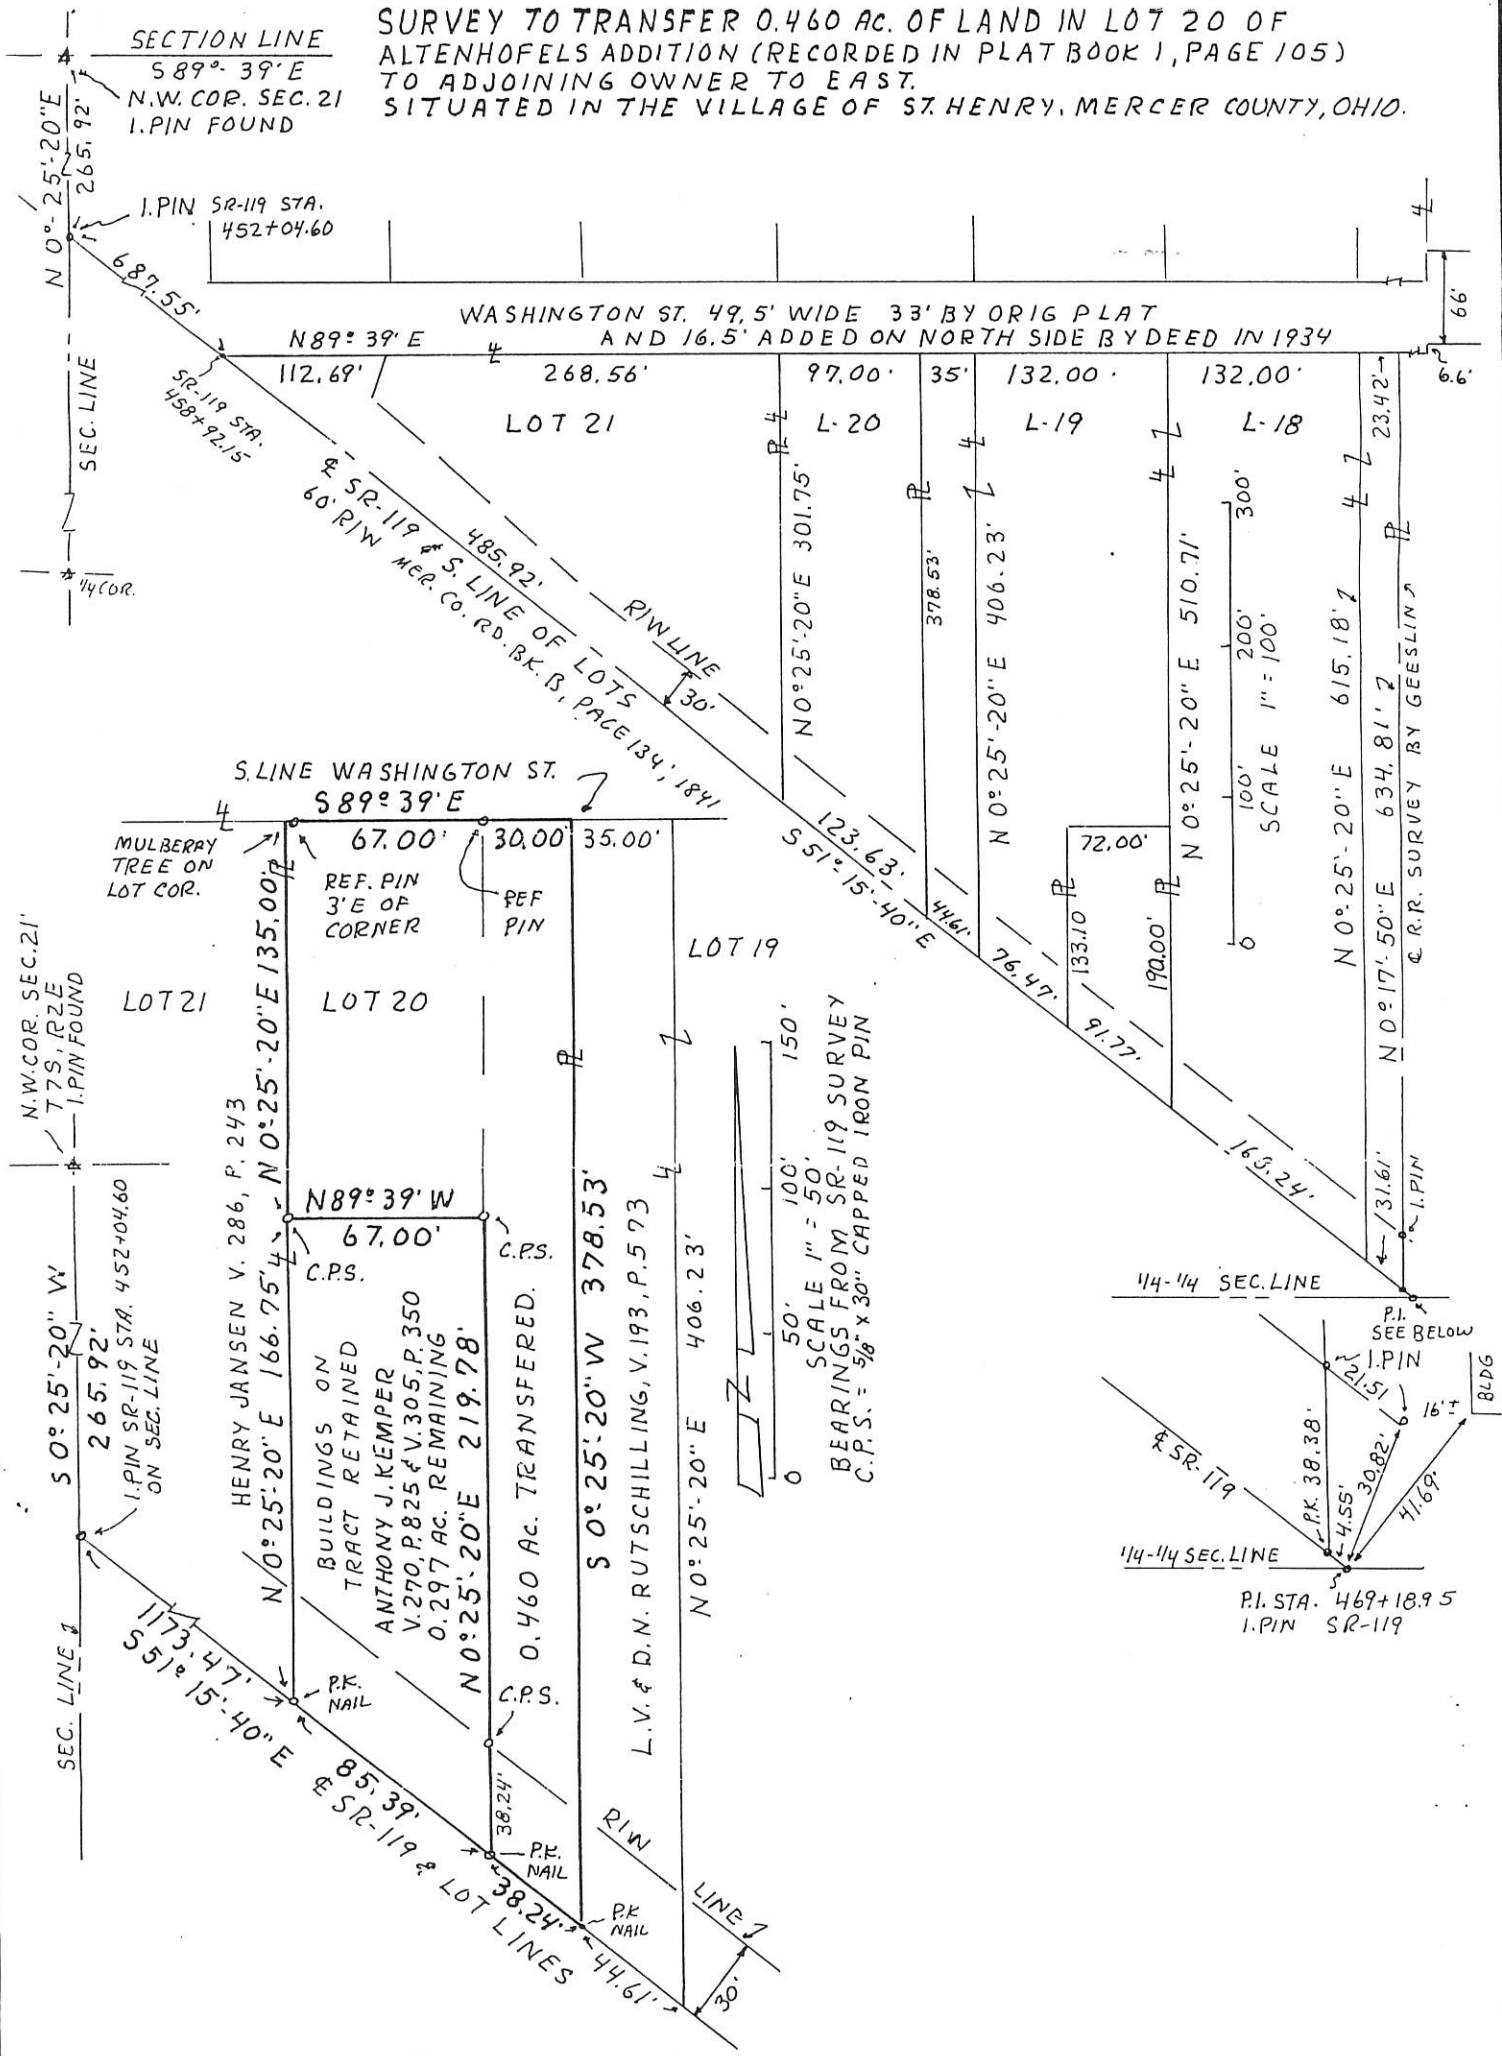 SURVEY TO TRANSFER 0.460 AC. OF LAND IN LOT 20 OF
ALTENHOFELS ADDITION (RECORDED IN PLAT BOOK 1, PAGE 105)
TO ADJOINING OWNER TO EAST.
SITUATED IN THE VILLAGE OF ST. HENRY, MERCER COUNTY, OHIO.
SECTION LINE
S 89°-39' E
N.W. COR. SEC. 21
I.PIN FOUND
N 0°-25'-20" E
265.92'
I.PIN SR-119 STA.
452+04.60
687.55'
SEC. LINE
1/4 COR.
WASHINGTON ST. 49.5' WIDE 33' BY ORIG PLAT
AND 16.5' ADDED ON NORTH SIDE BY DEED IN 1934
N 89° 39' E
66'
6.6'
112.69'
268.56'
97.00'
35'
132.00'
132.00'
23.42'
SR-119 STA.
458+92.15
LOT 21
L-20
L-19
L-18
℄ SR-119 & S. LINE OF LOTS
60' R/W MER. CO. RD. BK. B, PAGE 134, 1841
485.92'
R/W LINE
30'
N 0° 25'-20" E 301.75'
378.53'
N 0° 25'-20" E 406.23'
N 0° 25'-20" E 510.71'
300'
200'
100'
0
SCALE 1" = 100'
N 0°-25'-20" E 615.18'
N 0° 17'-50" E 634.81'
℄ R.R. SURVEY BY GEESLIN
123.63'
S 51°-15'-40" E
44.61'
72.00'
133.10
190.00'
76.47'
91.77'
168.24'
31.61'
I.PIN
1/4-1/4 SEC. LINE
P.I.
SEE BELOW
I.PIN
21.51
BLDG
16'±
P.K. 38.38'
4.55'
30.82'
41.69'
℄ SR-119
1/4-1/4 SEC. LINE
P.I. STA. 469+18.95
I.PIN SR-119
S. LINE WASHINGTON ST.
S 89° 39' E
67.00'
30.00'
35.00'
MULBERRY
TREE ON
LOT COR.
REF. PIN
3' E OF
CORNER
REF
PIN
N 0°-25'-20" E 135.00'
LOT 21
LOT 20
LOT 19
N.W. COR. SEC. 21'
T7S, R2E
I.PIN FOUND
N 89° 39' W
67.00'
C.P.S.
C.P.S.
S 0° 25'-20" W
265.92'
I.PIN SR-119 STA. 452+04.60
ON SEC. LINE
HENRY JANSEN V. 286, P. 243
N 0° 25'-20" E 166.75'
BUILDINGS ON
TRACT RETAINED
ANTHONY J. KEMPER
V.270, P.825 & V.305, P.350
0.297 AC. REMAINING
N 0°-25'-20" E 219.78'
0.460 Ac. TRANSFERED.
S 0°-25'-20" W 378.53'
L.V. & D.N. RUTSCHILLING, V.193, P.573
N 0° 25'-20" E 406.23'
0
50'
100'
150'
SCALE 1" = 50'
BEARINGS FROM SR-119 SURVEY
C.P.S. = 5/8" x 30" CAPPED IRON PIN
SEC. LINE
1173.47'
S 51° 15'-40" E
℄ SR-119 & LOT LINES
P.K.
NAIL
85.39'
C.P.S.
38.24'
P.K.
NAIL
38.24'
P.K
NAIL
44.61'
R/W LINE
30'